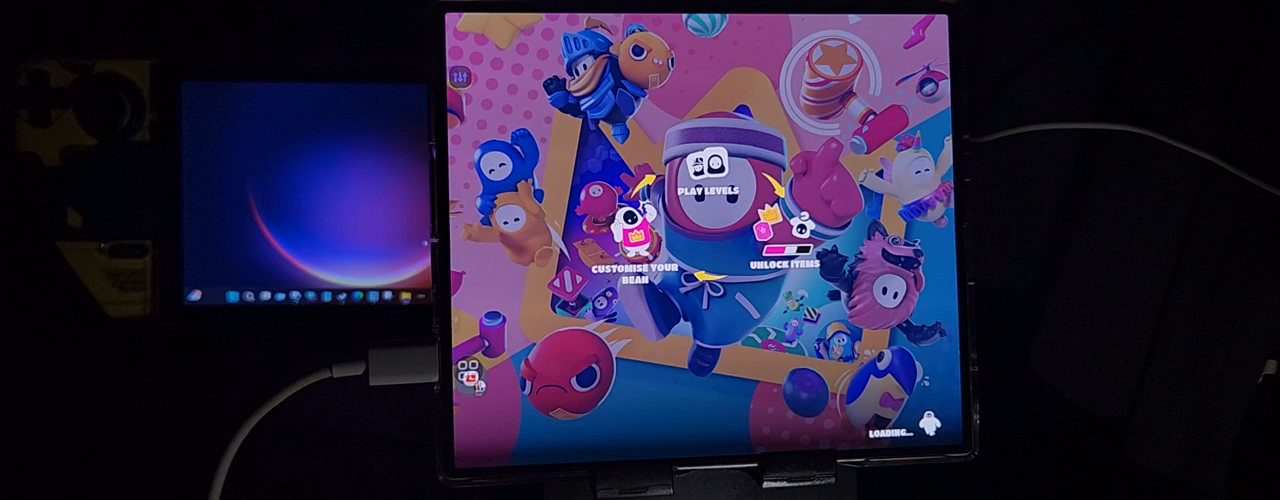 PLAY LEVELS
CUSTOMISE YOUR
BEAN
UNLOCK ITEMS
LOADING...